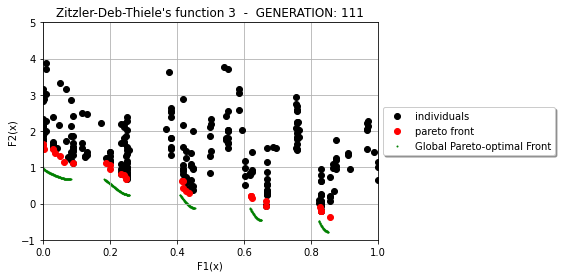 Zitzler-Deb-Thiele's function 3 - GENERATION: 111
5
4
3
2
1
0
−1
F2(x)
0.0 0.2 0.4 0.6 0.8 1.0
F1(x)
individuals
pareto front
Global Pareto-optimal Front